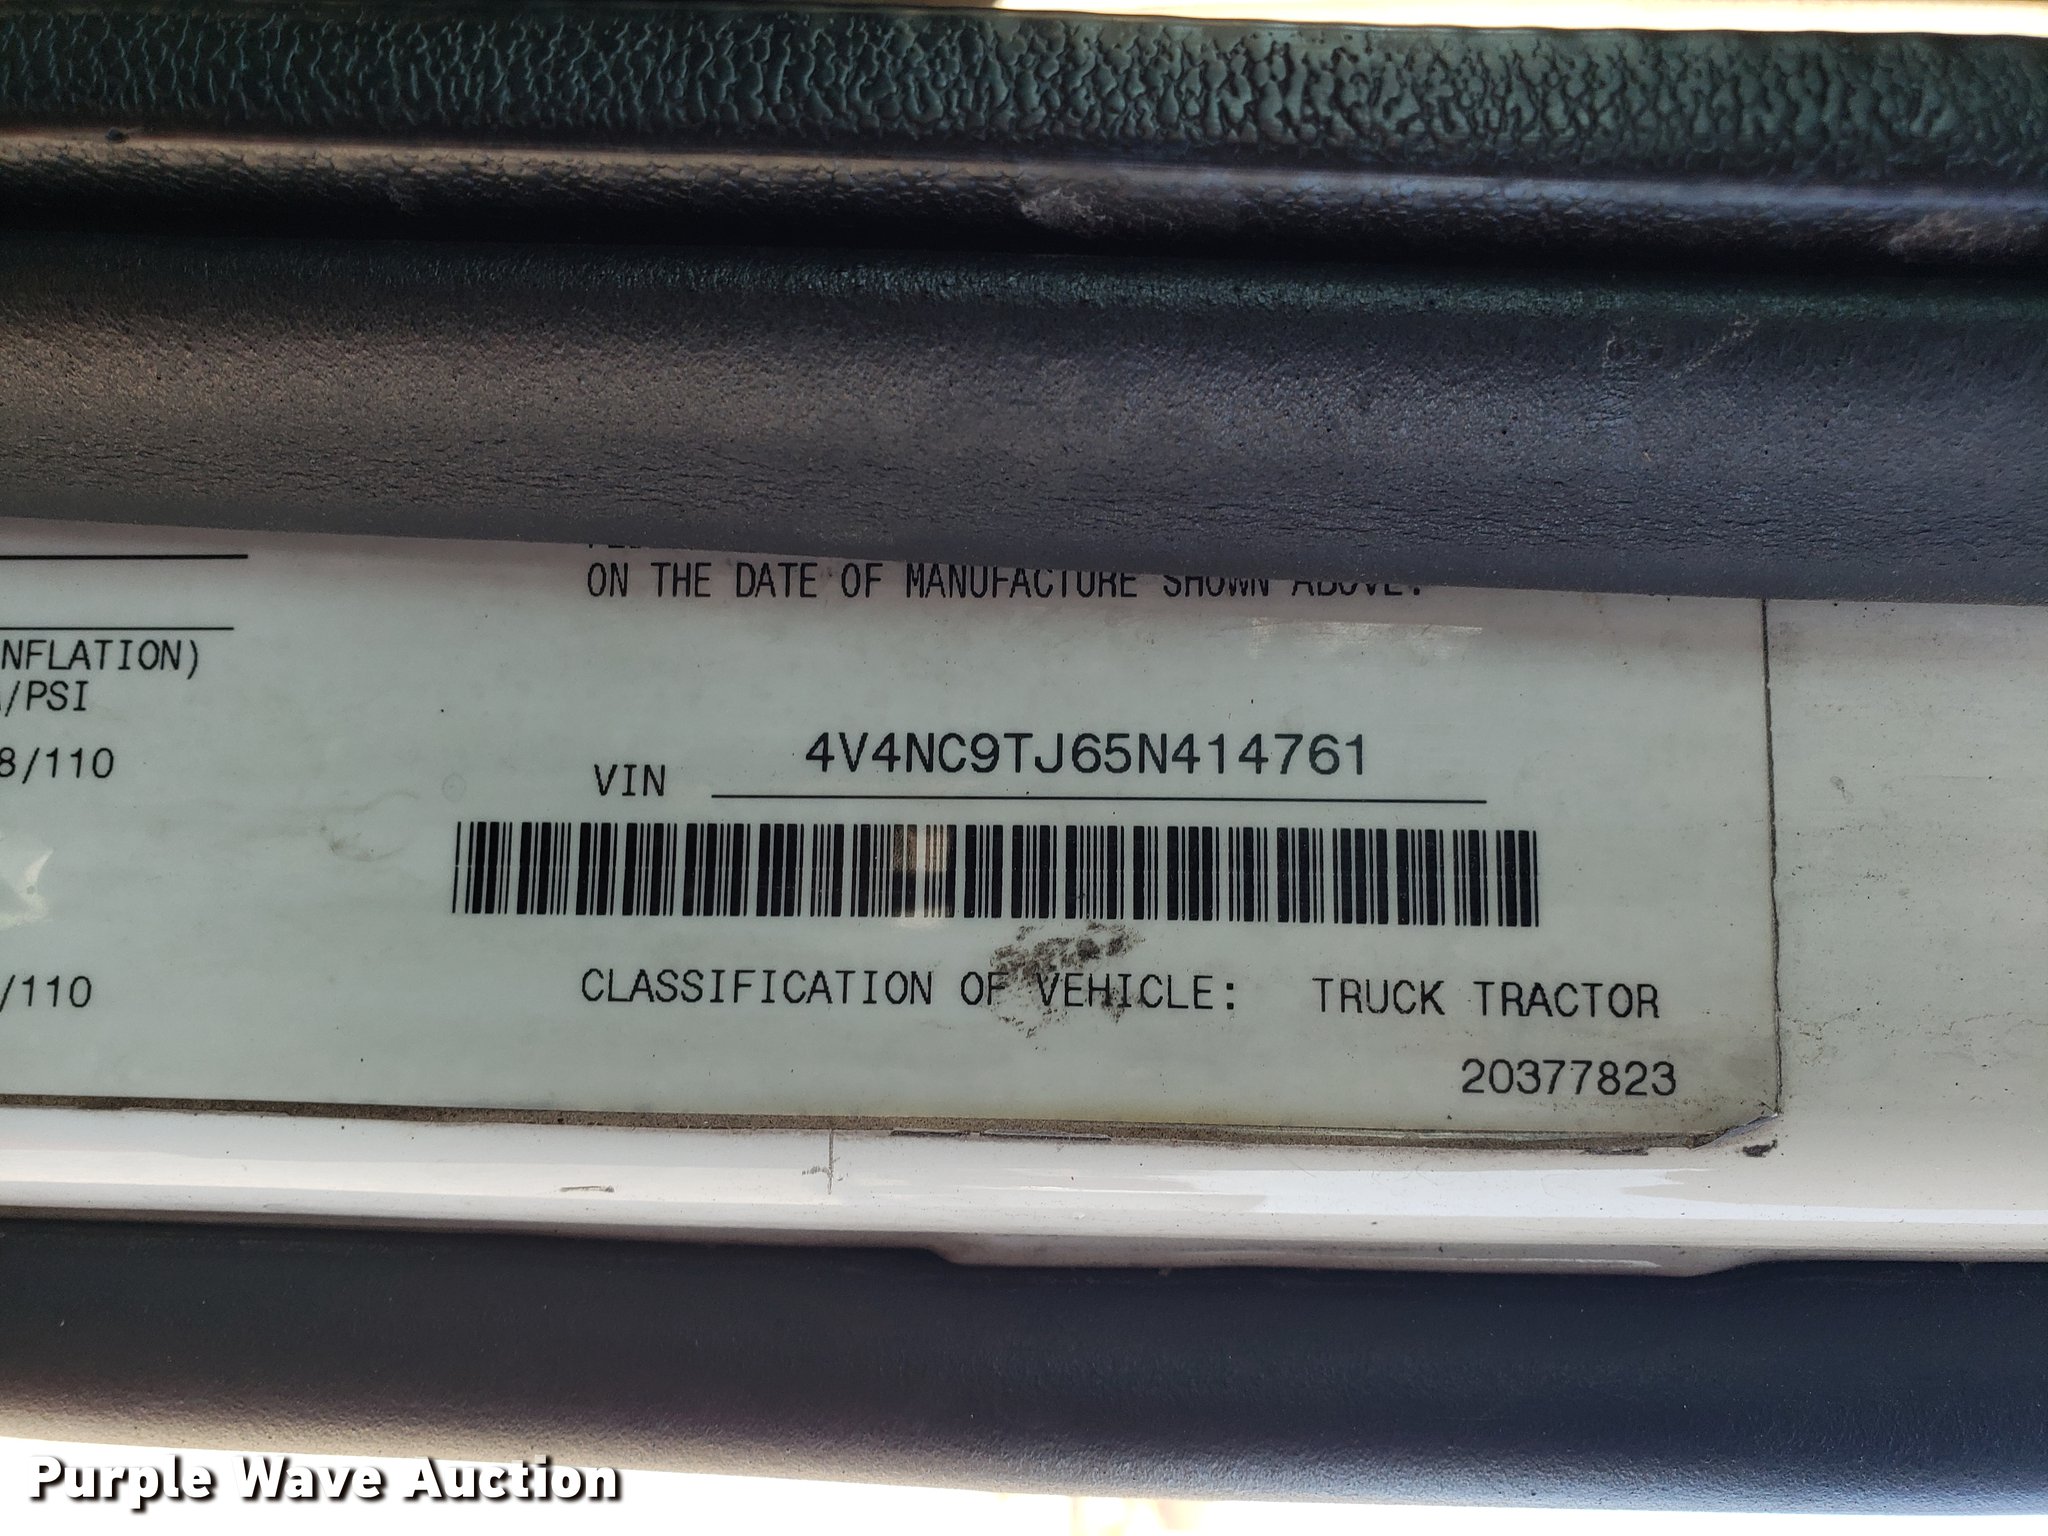 ON THE DATE OF MANUFACTURE SHOWN ABOVE.
NFLATION)
/PSI
8/110
VIN 4V4NC9TJ65N414761
/110
CLASSIFICATION OF VEHICLE: TRUCK TRACTOR
20377823
Purple Wave Auction